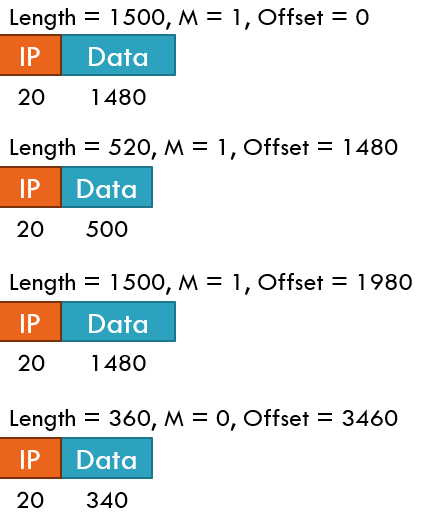 Length = 1500, M = 1, Offset = 0
IP Data
20 1480
Length = 520, M = 1, Offset = 1480
IP Data
20 500
Length = 1500, M = 1, Offset = 1980
IP Data
20 1480
Length = 360, M = 0, Offset = 3460
IP Data
20 340